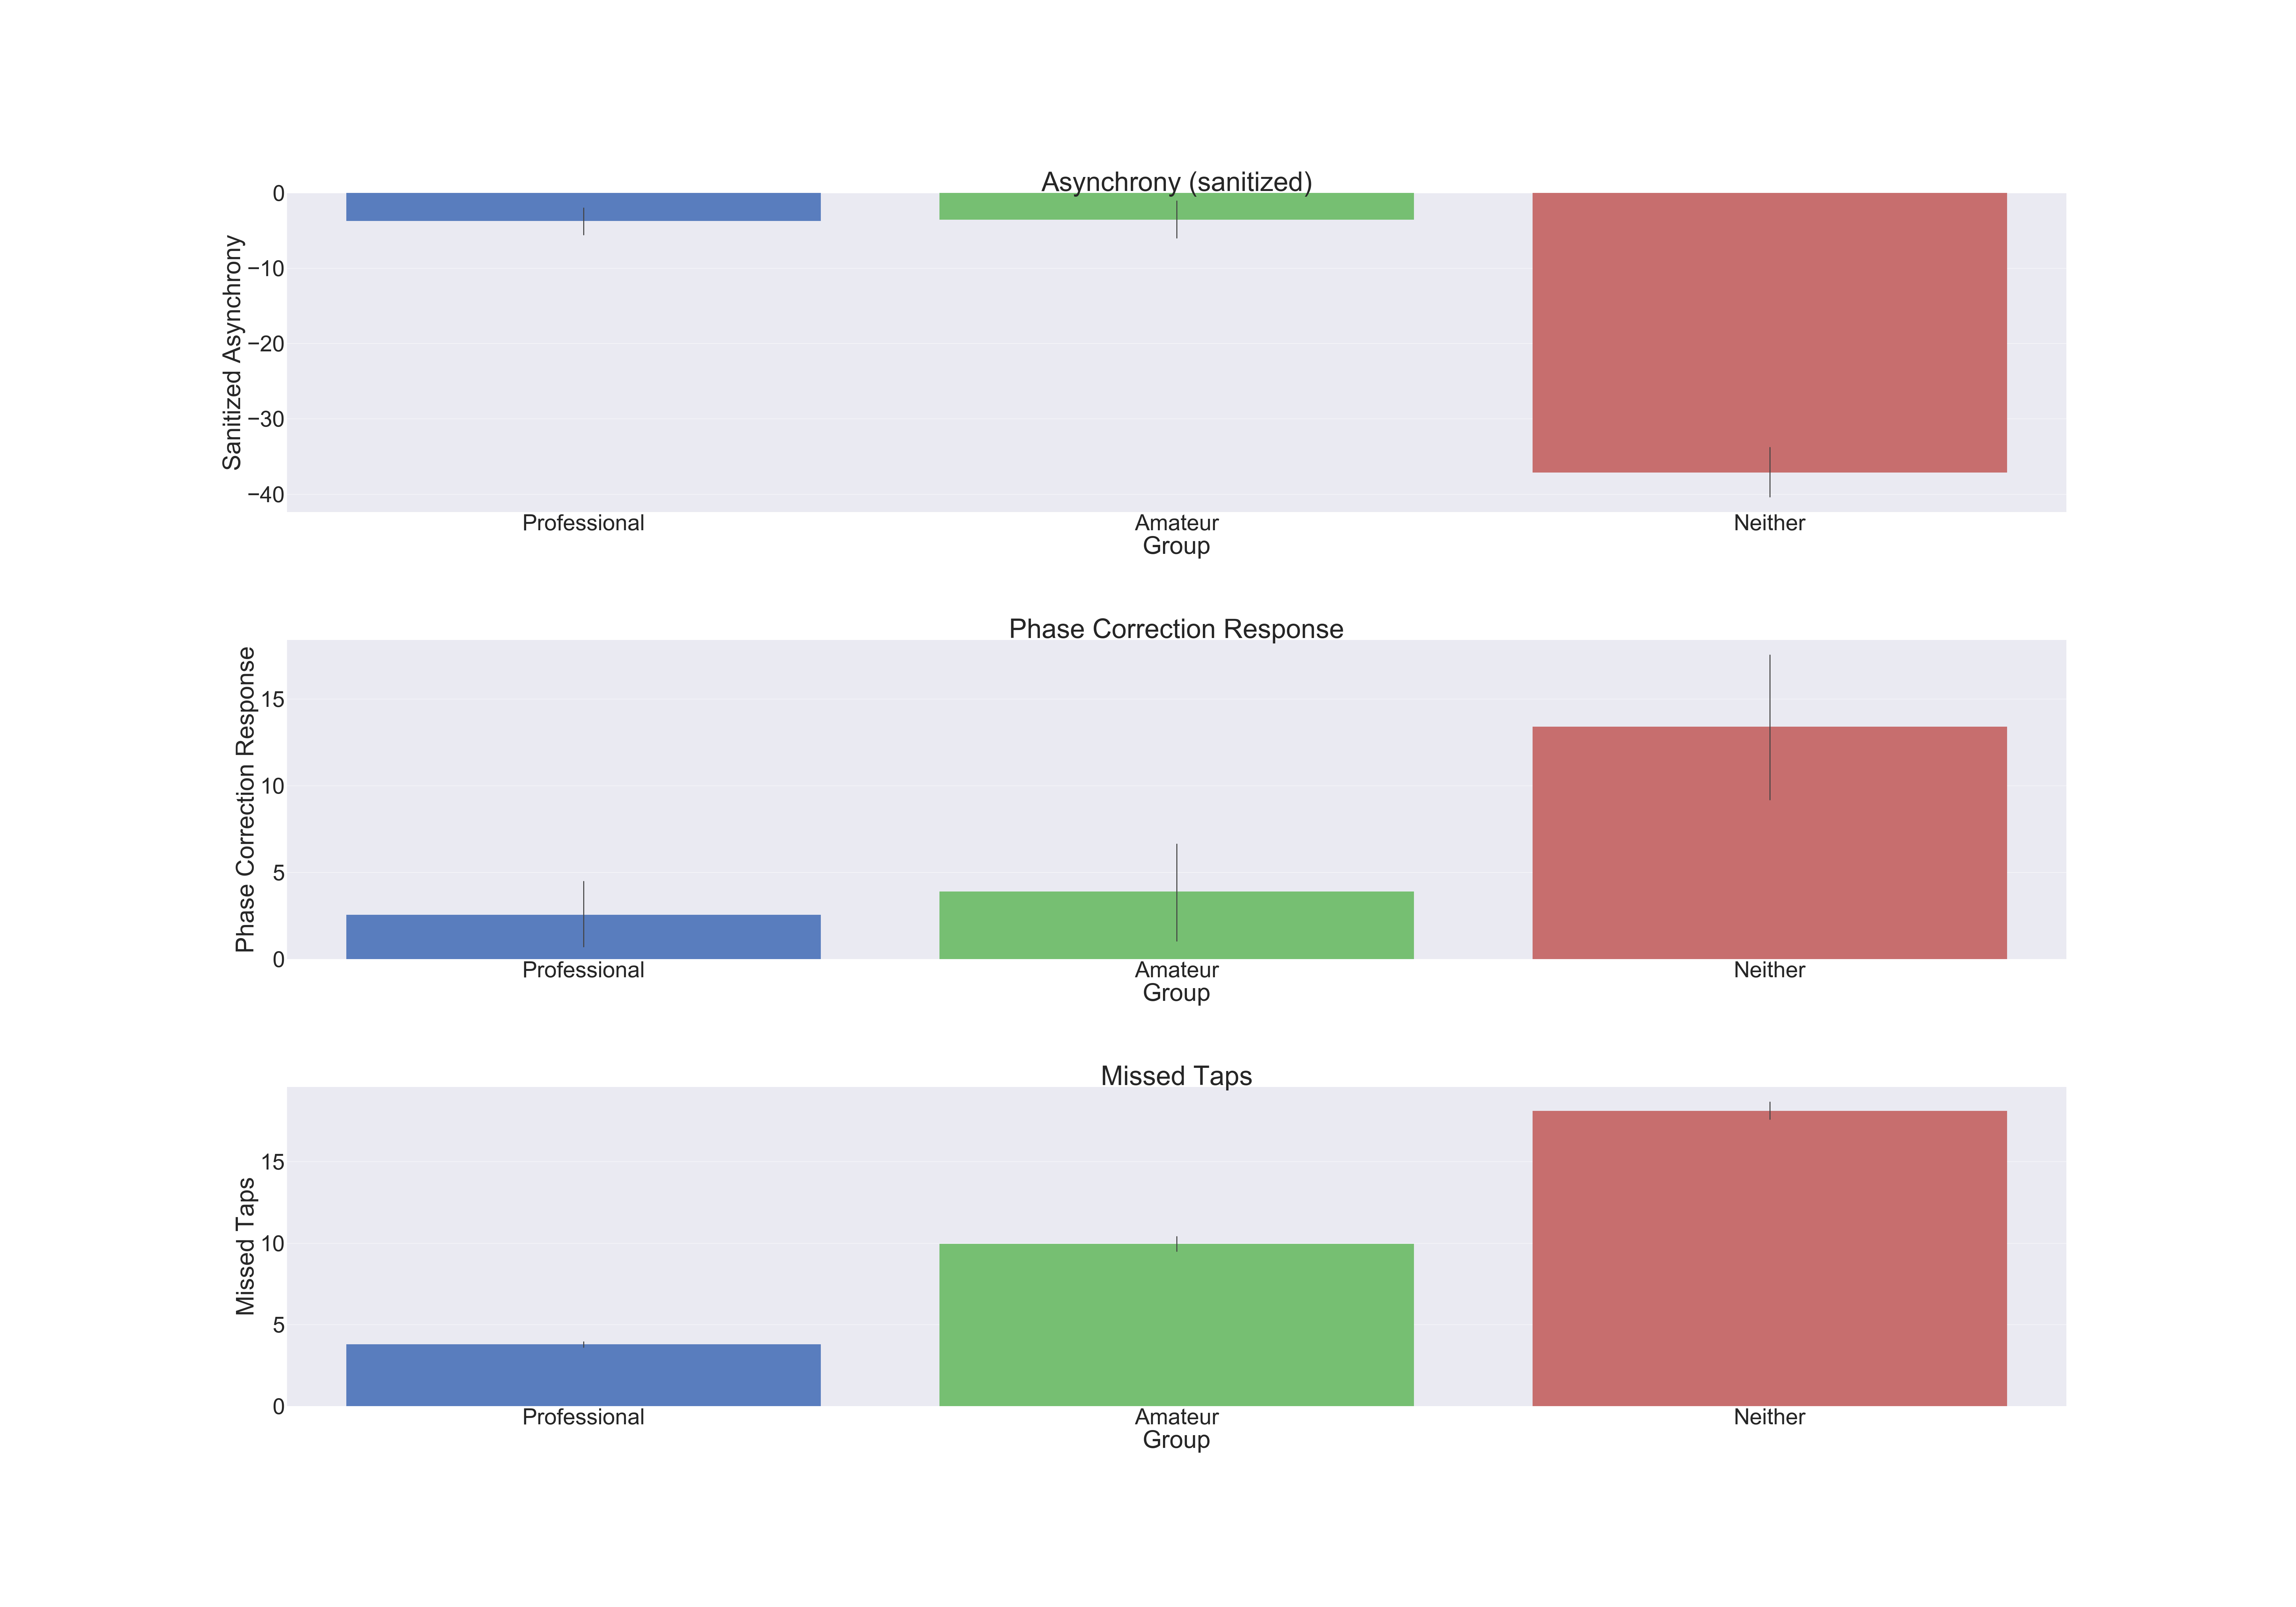 Asynchrony (sanitized)
Sanitized Asynchrony
0
−10
−20
−30
−40
Professional
Amateur
Neither
Group
Phase Correction Response
Phase Correction Response
15
10
5
0
Professional
Amateur
Neither
Group
Missed Taps
Missed Taps
15
10
5
0
Professional
Amateur
Neither
Group